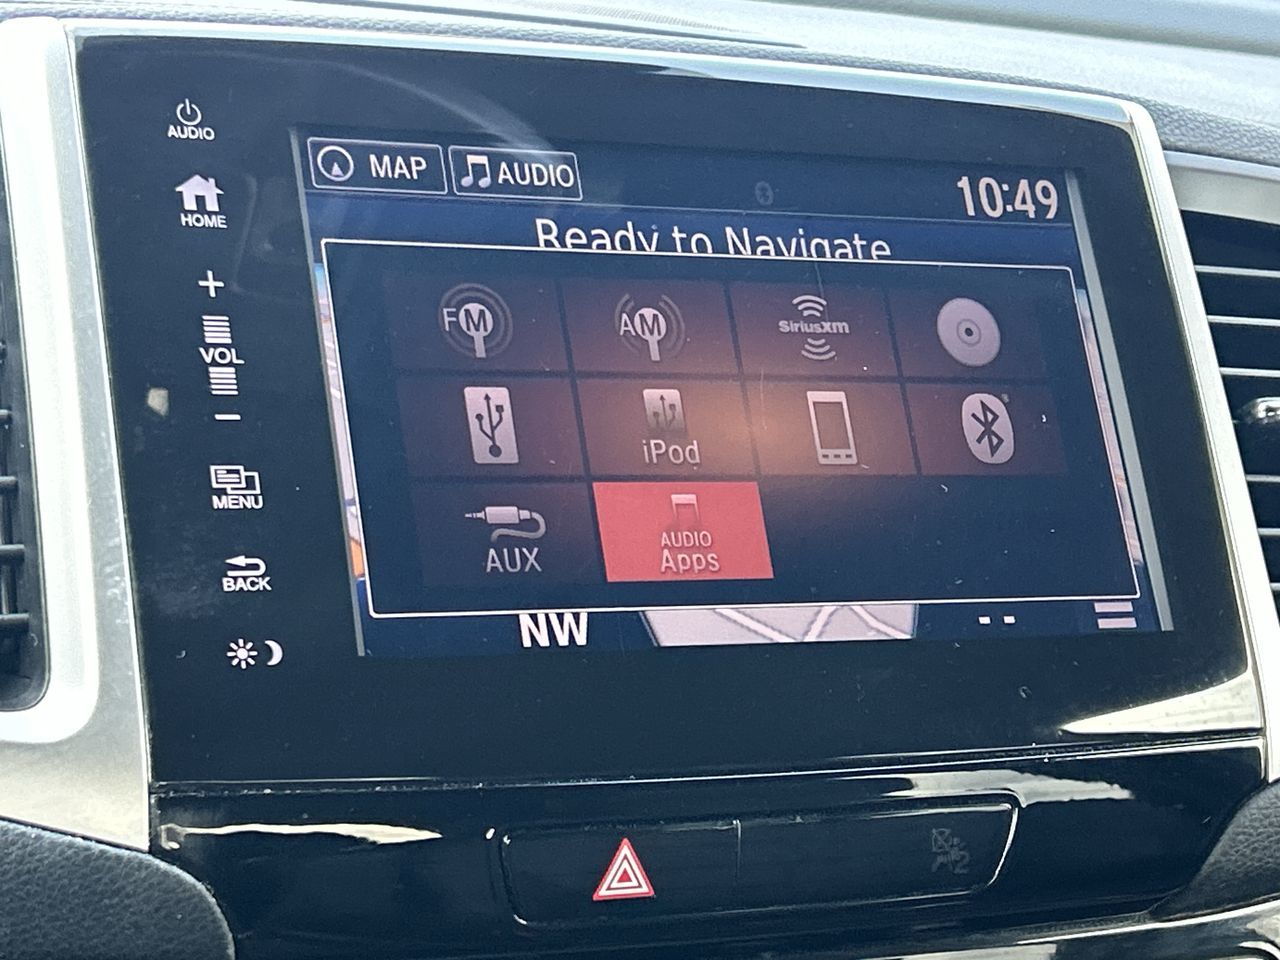 AUDIO
HOME
+
VOL
−
MENU
BACK
MAP
AUDIO
10:49
Ready to Navigate
FM
AM
SiriusXM
iPod
AUX
AUDIO
Apps
NW
--